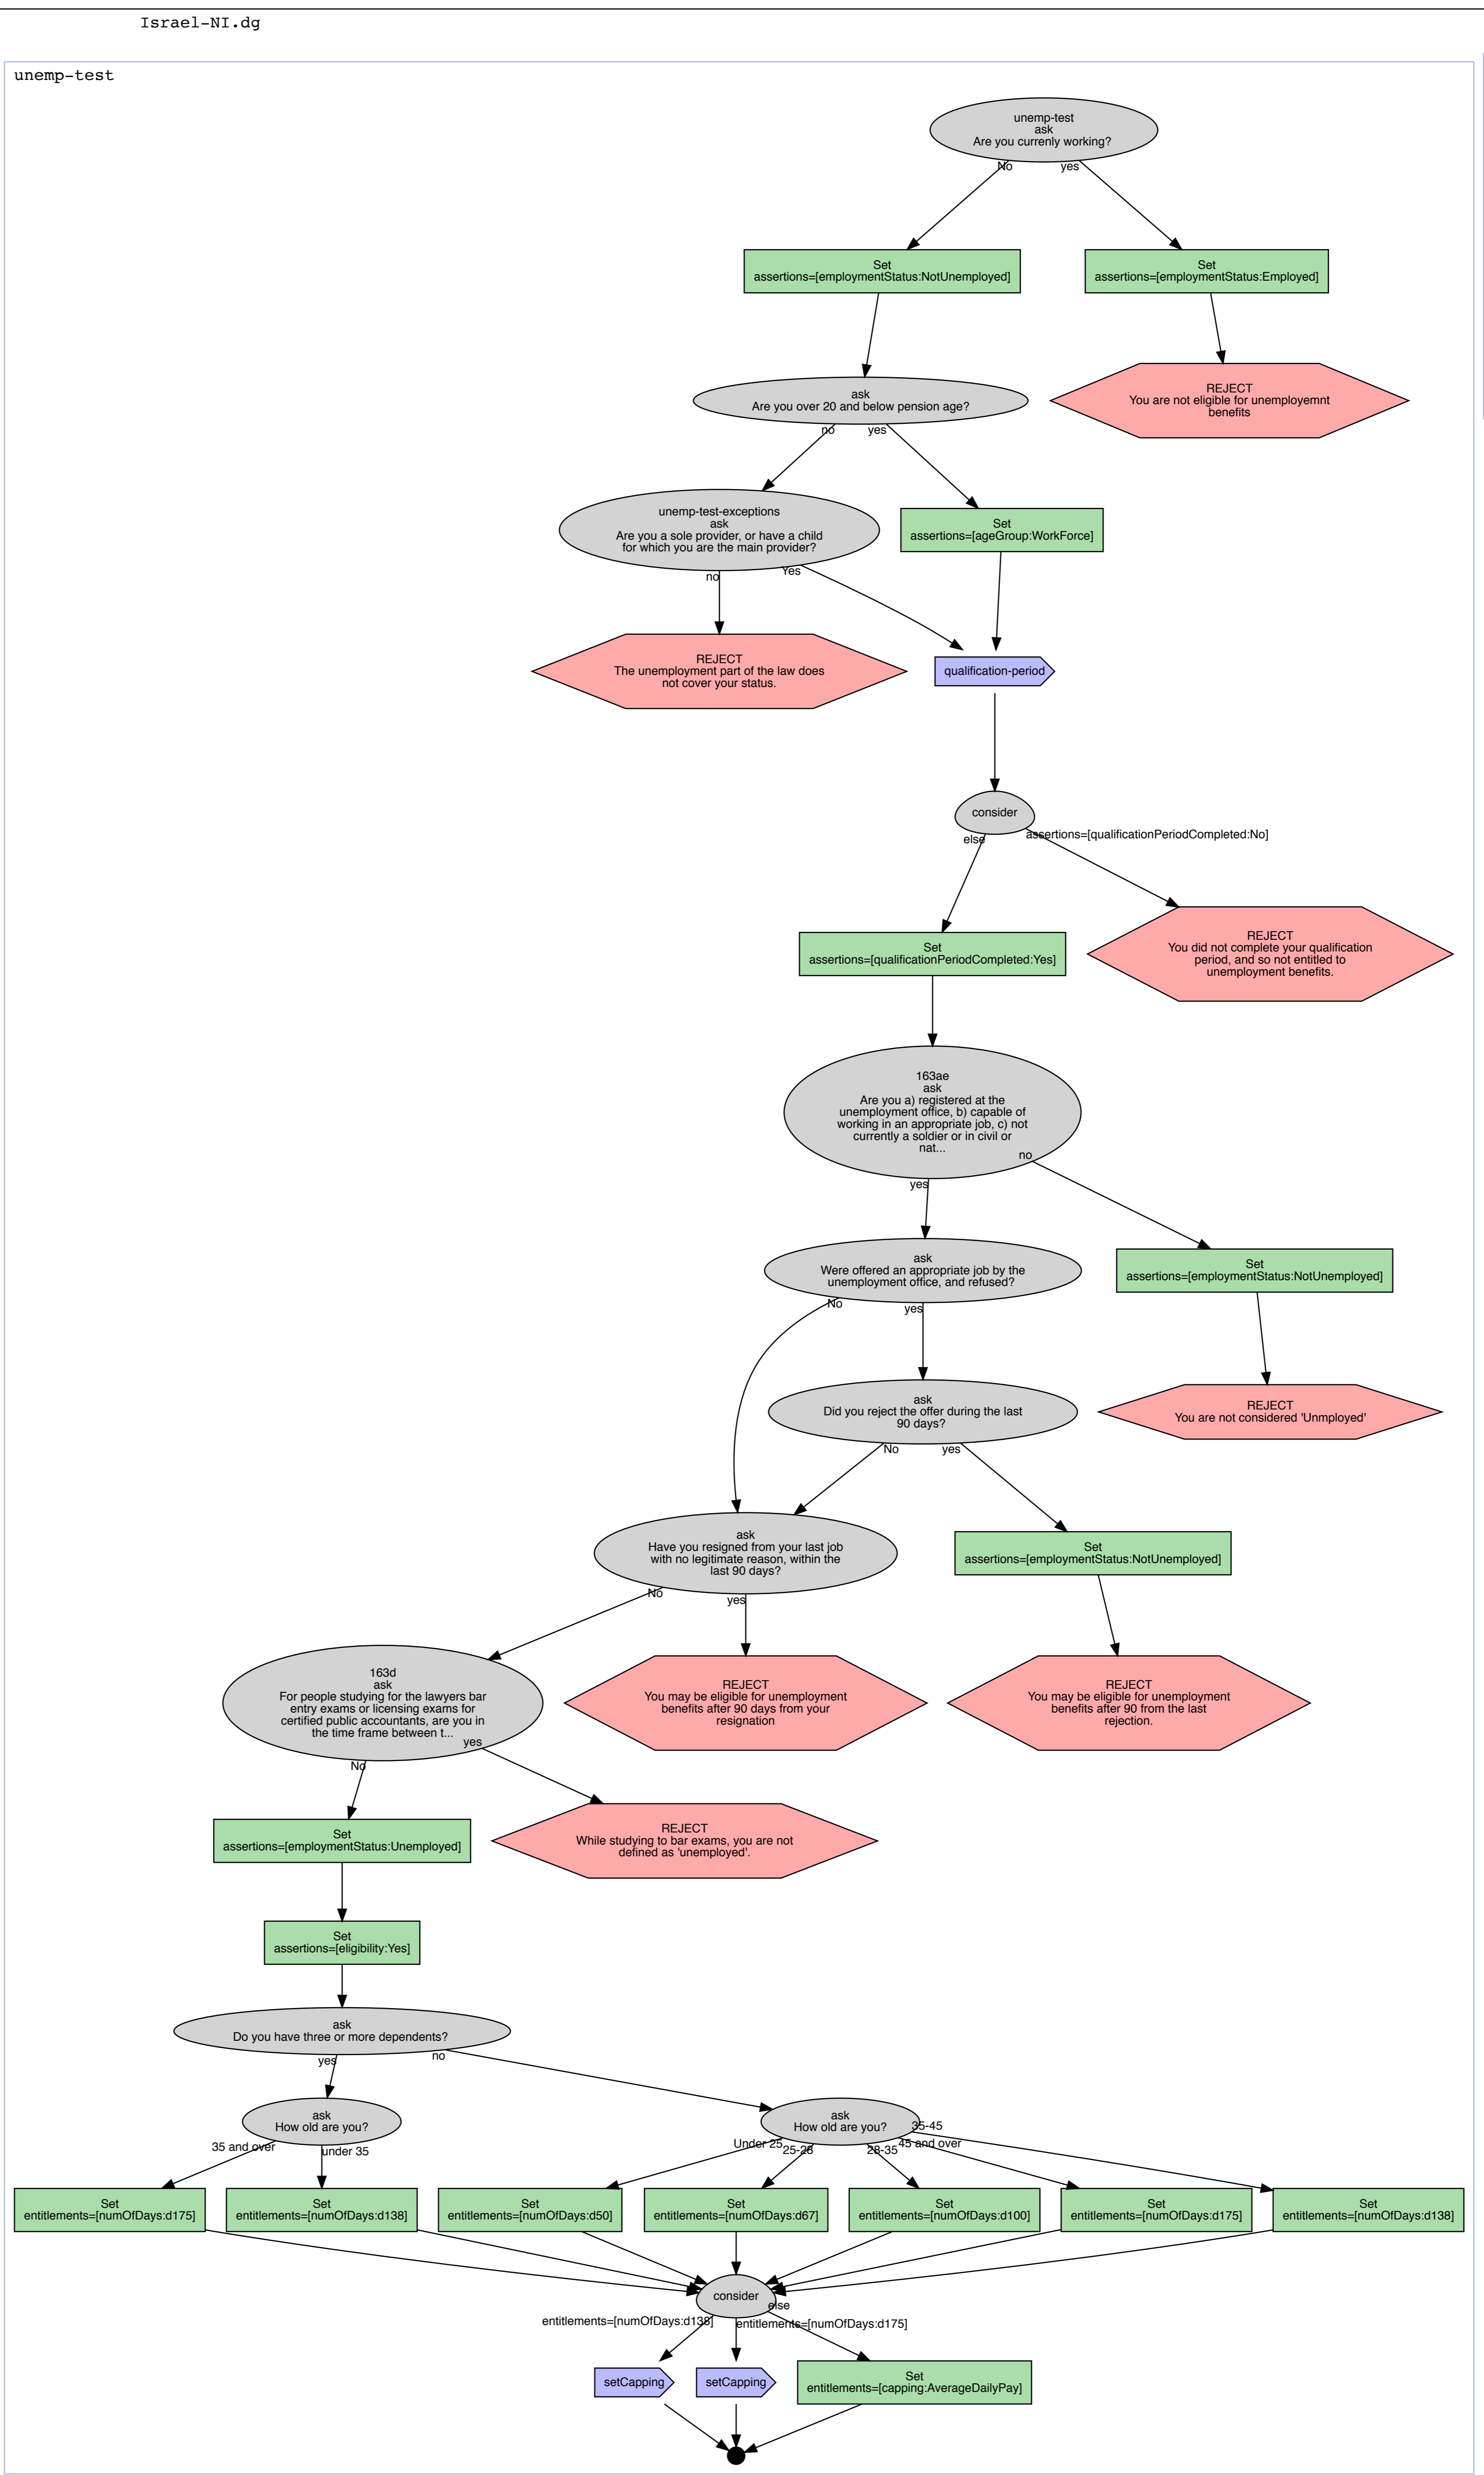 Israel-NI.dg
unemp-test
unemp-test
ask
Are you currenly working?
No
yes
Set
assertions=[employmentStatus:NotUnemployed]
Set
assertions=[employmentStatus:Employed]
ask
Are you over 20 and below pension age?
REJECT
You are not eligible for unemployemnt
benefits
no
yes
unemp-test-exceptions
ask
Are you a sole provider, or have a child
for which you are the main provider?
Set
assertions=[ageGroup:WorkForce]
no
Yes
REJECT
The unemployment part of the law does
not cover your status.
qualification-period
consider
else
assertions=[qualificationPeriodCompleted:No]
Set
assertions=[qualificationPeriodCompleted:Yes]
REJECT
You did not complete your qualification
period, and so not entitled to
unemployment benefits.
163ae
ask
Are you a) registered at the
unemployment office, b) capable of
working in an appropriate job, c) not
currently a soldier or in civil or
nat...
no
yes
ask
Were offered an appropriate job by the
unemployment office, and refused?
Set
assertions=[employmentStatus:NotUnemployed]
No
yes
ask
Did you reject the offer during the last
90 days?
REJECT
You are not considered 'Unmployed'
No
yes
ask
Have you resigned from your last job
with no legitimate reason, within the
last 90 days?
Set
assertions=[employmentStatus:NotUnemployed]
No
yes
163d
ask
For people studying for the lawyers bar
entry exams or licensing exams for
certified public accountants, are you in
the time frame between t...
REJECT
You may be eligible for unemployment
benefits after 90 days from your
resignation
REJECT
You may be eligible for unemployment
benefits after 90 from the last
rejection.
yes
No
Set
assertions=[employmentStatus:Unemployed]
REJECT
While studying to bar exams, you are not
defined as 'unemployed'.
Set
assertions=[eligibility:Yes]
ask
Do you have three or more dependents?
yes
no
ask
How old are you?
ask
How old are you?
35 and over
under 35
Under 25
25-28
28-35
45 and over
35-45
Set
entitlements=[numOfDays:d175]
Set
entitlements=[numOfDays:d138]
Set
entitlements=[numOfDays:d50]
Set
entitlements=[numOfDays:d67]
Set
entitlements=[numOfDays:d100]
Set
entitlements=[numOfDays:d175]
Set
entitlements=[numOfDays:d138]
consider
else
entitlements=[numOfDays:d138]
entitlements=[numOfDays:d175]
setCapping
setCapping
Set
entitlements=[capping:AverageDailyPay]